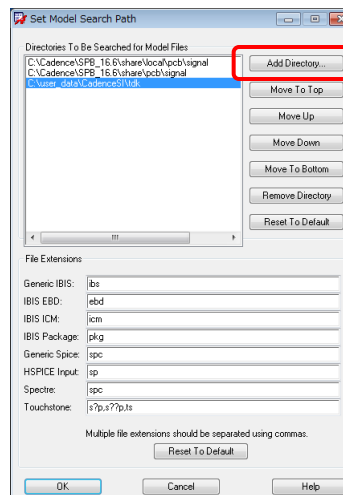 Set Model Search Path
Directories To Be Searched for Model Files
C:\Cadence\SPB_16.6\share\local\pcb\signal
C:\Cadence\SPB_16.6\share\pcb\signal
C:\user_data\CadenceSI\tdk
Add Directory...
Move To Top
Move Up
Move Down
Move To Bottom
Remove Directory
Reset To Default
File Extensions
Generic IBIS: ibs
IBIS EBD: ebd
IBIS ICM: icm
IBIS Package: pkg
Generic Spice: spc
HSPICE Input: sp
Spectre: spc
Touchstone: s?p,s??p,ts
Multiple file extensions should be separated using commas.
Reset To Default
OK Cancel Help